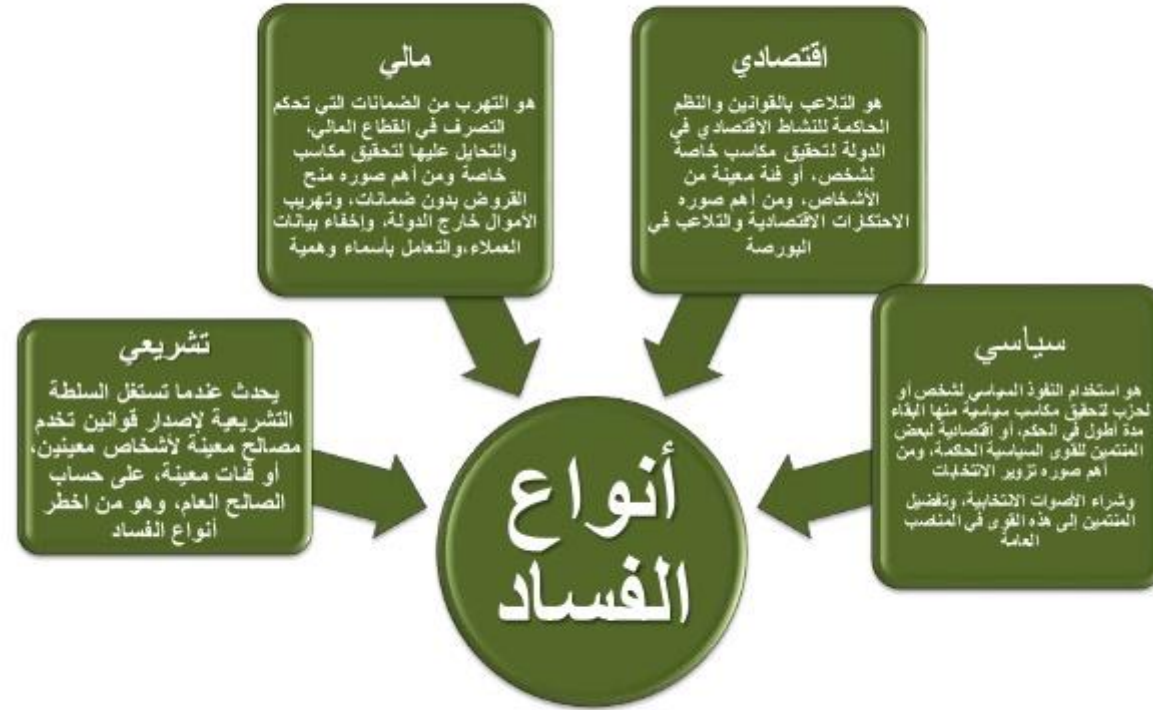 اقتصادي
هو التلاعب بالقوانين والنظم
الحاكمة للنشاط الاقتصادي في
الدولة لتحقيق مكاسب خاصة
لشخص، أو فئة معينة من
الأشخاص، ومن أهم صوره
الاحتكارات الاقتصادية والتلاعب في
البورصة
مالي
هو التهرب من الضمانات التي تحكم
التصرف في القطاع المالي،
والتحايل عليها لتحقيق مكاسب
خاصة ومن أهم صوره منح
القروض بدون ضمانات، وتهريب
الأموال خارج الدولة، وإخفاء بيانات
العملاء،والتعامل بأسماء وهمية
سياسي
هو استخدام النفوذ السياسي لشخص أو
لحزب لتحقيق مكاسب سياسية منها البقاء
مدة أطول في الحكم، أو اقتصادية لبعض
المنتمين للقوى السياسية الحاكمة، ومن
أهم صوره تزوير الانتخابات
وشراء الأصوات الانتخابية، وتفضيل
المنتمين إلى هذه القوى في المناصب
العامة
تشريعي
يحدث عندما تستغل السلطة
التشريعية لإصدار قوانين تخدم
مصالح معينة لأشخاص معينين،
أو فئات معينة، على حساب
الصالح العام، وهو من اخطر
أنواع الفساد
أنواع
الفساد